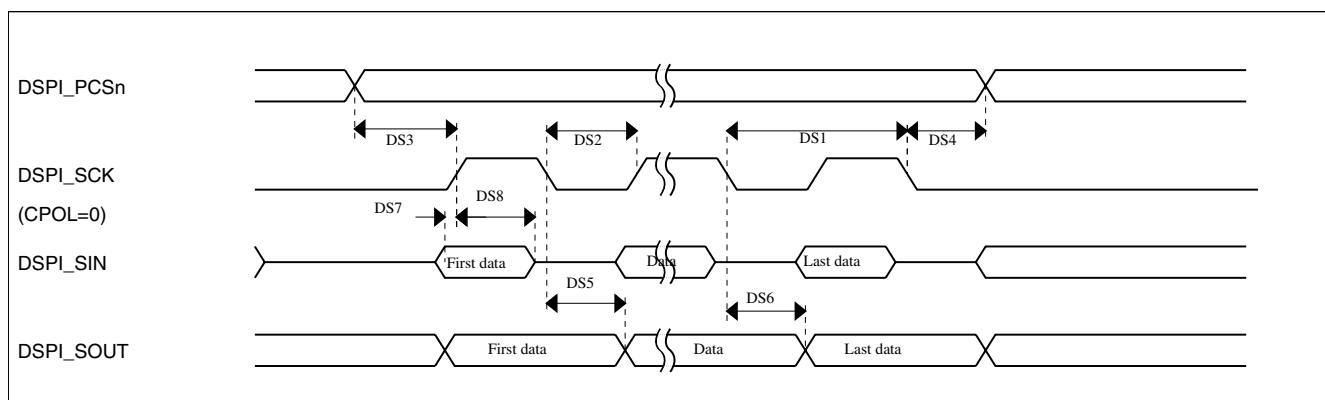 DSPI_PCSn
DS3
DS2
DS1
DS4
DSPI_SCK
(CPOL=0)
DS7
DS8
DSPI_SIN
First data
Data
Last data
DS5
DS6
DSPI_SOUT
First data
Data
Last data